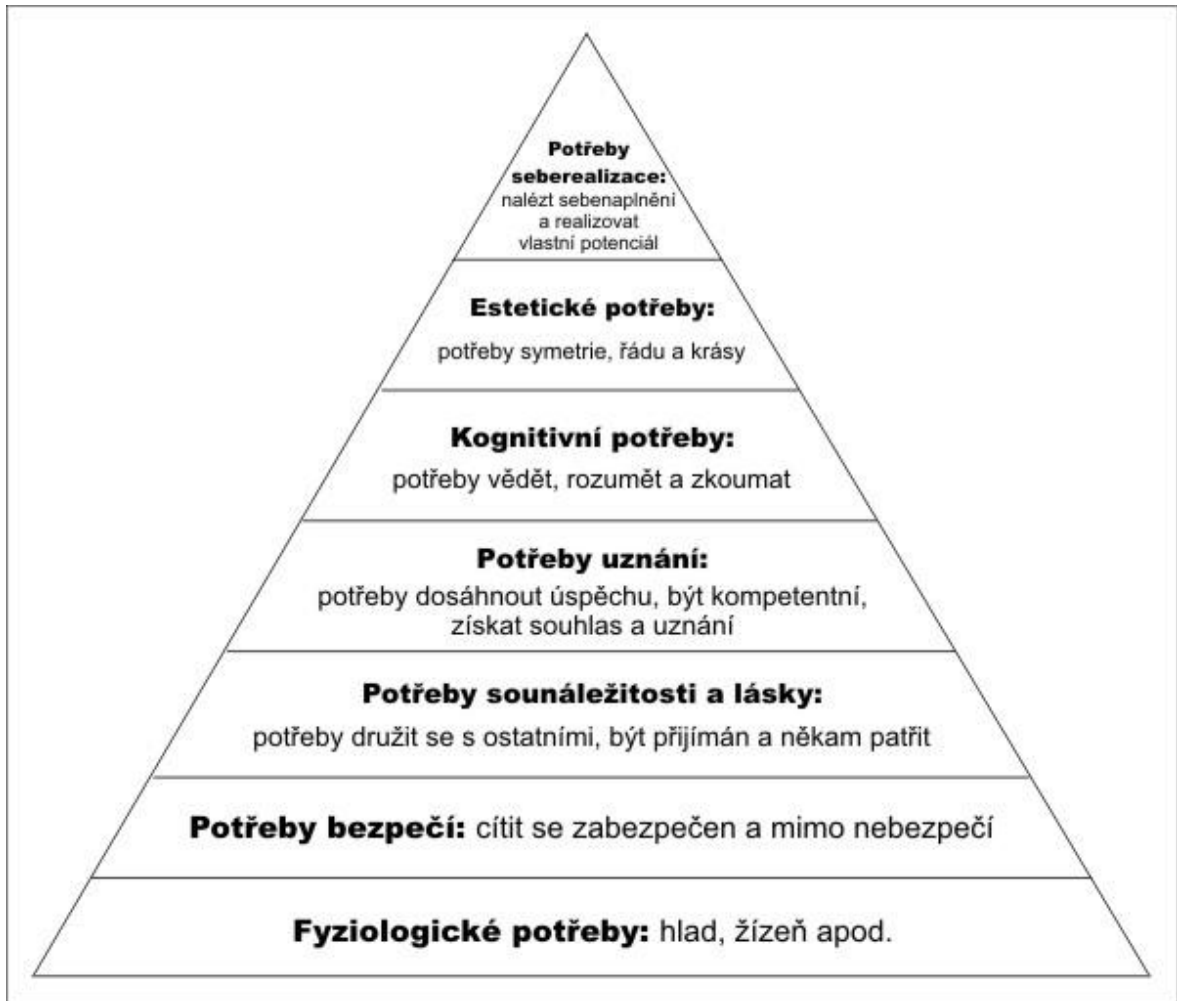 Potřeby
seberealizace:
nalézt sebenaplnění
a realizovat
vlastní potenciál
Estetické potřeby:
potřeby symetrie, řádu a krásy
Kognitivní potřeby:
potřeby vědět, rozumět a zkoumat
Potřeby uznání:
potřeby dosáhnout úspěchu, být kompetentní,
získat souhlas a uznání
Potřeby sounáležitosti a lásky:
potřeby družit se s ostatními, být přijímán a někam patřit
Potřeby bezpečí: cítit se zabezpečen a mimo nebezpečí
Fyziologické potřeby: hlad, žízeň apod.